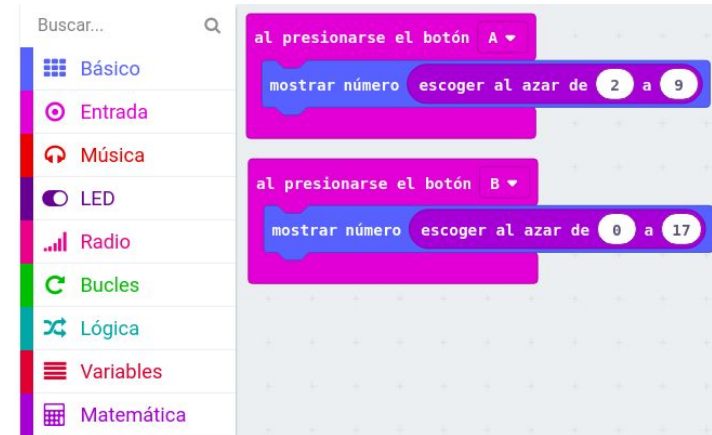 Buscar...
Básico
Entrada
Música
LED
Radio
Bucles
Lógica
Variables
Matemática
al presionarse el botón A
mostrar número escoger al azar de 2 a 9
al presionarse el botón B
mostrar número escoger al azar de 0 a 17